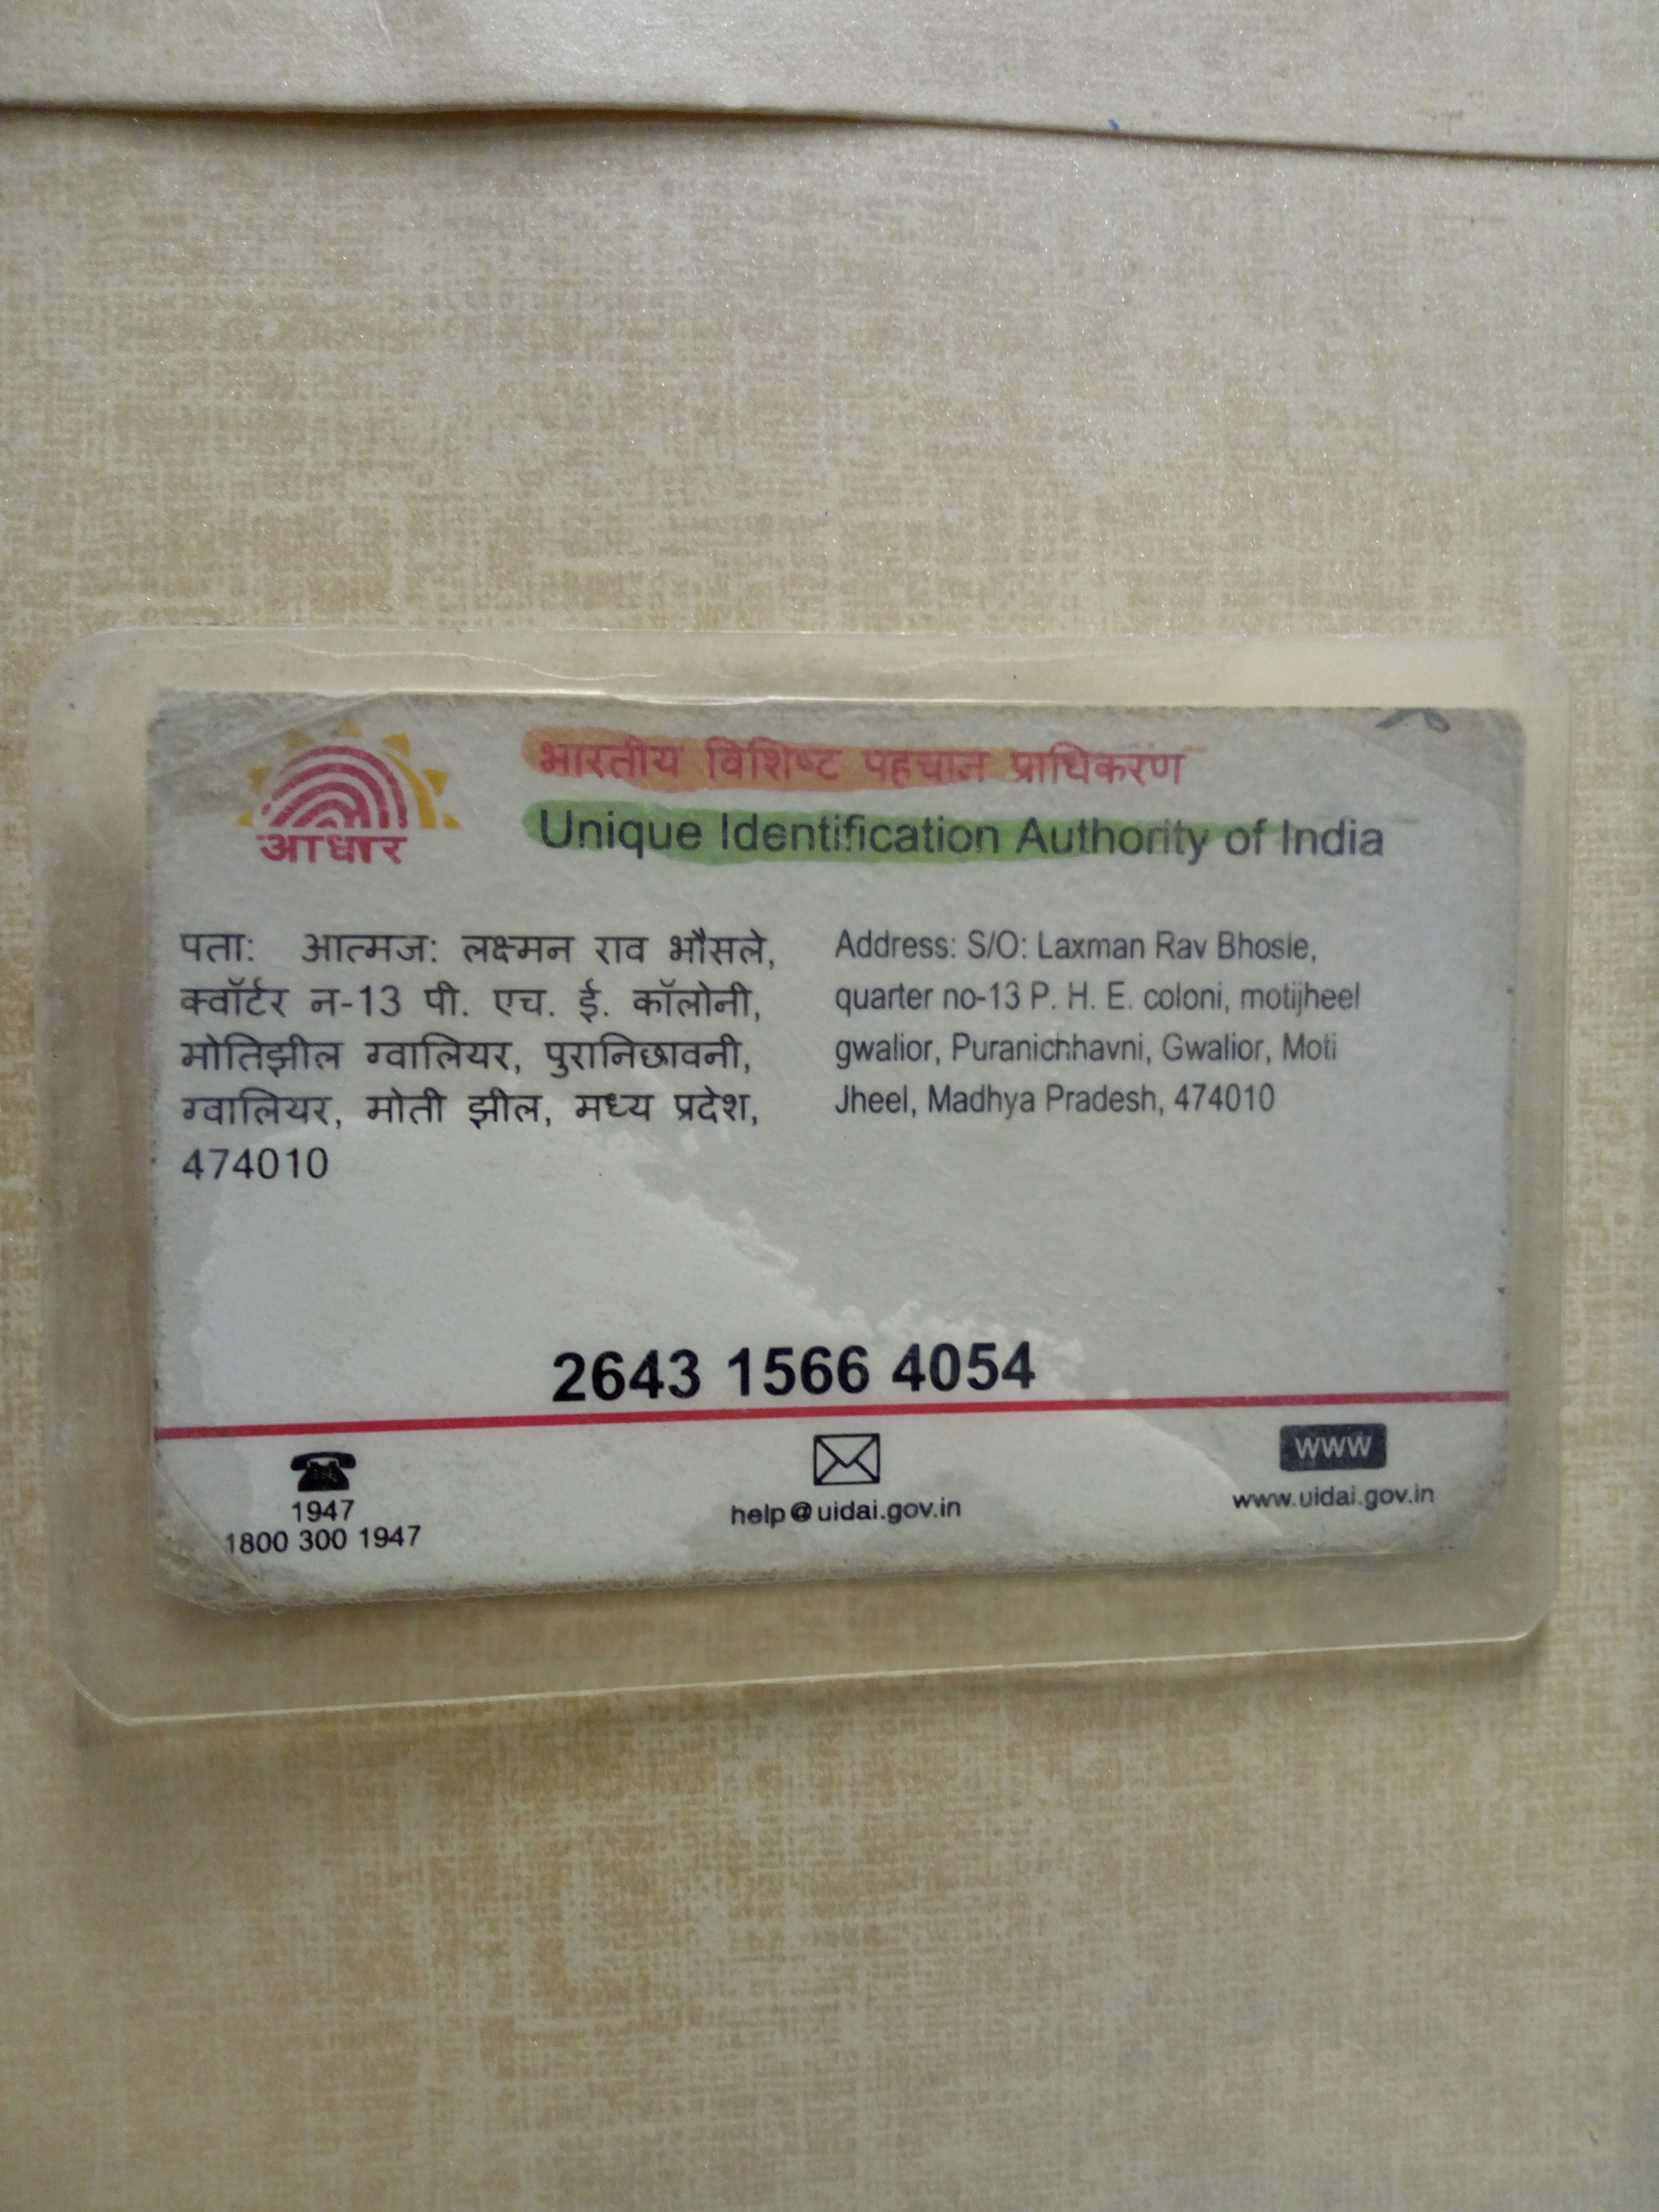 आधार
भारतीय विशिष्ट पहचान प्राधिकरण
Unique Identification Authority of India
पता: आत्मज: लक्ष्मन राव भौसले,
क्वॉर्टर न-13 पी. एच. ई. कॉलोनी,
मोतिझील ग्वालियर, पुरानिछावनी,
ग्वालियर, मोती झील, मध्य प्रदेश,
474010
Address: S/O: Laxman Rav Bhosle,
quarter no-13 P. H. E. coloni, motijheel
gwalior, Puranichhavni, Gwalior, Moti
Jheel, Madhya Pradesh, 474010
2643 1566 4054
1947
1800 300 1947
help@uidai.gov.in
www
www.uidai.gov.in